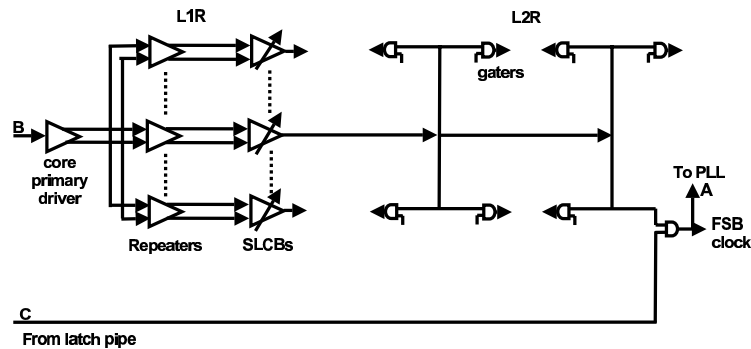 L1R
L2R
gaters
B
core
primary
driver
To PLL
A
FSB
clock
Repeaters
SLCBs
C
From latch pipe